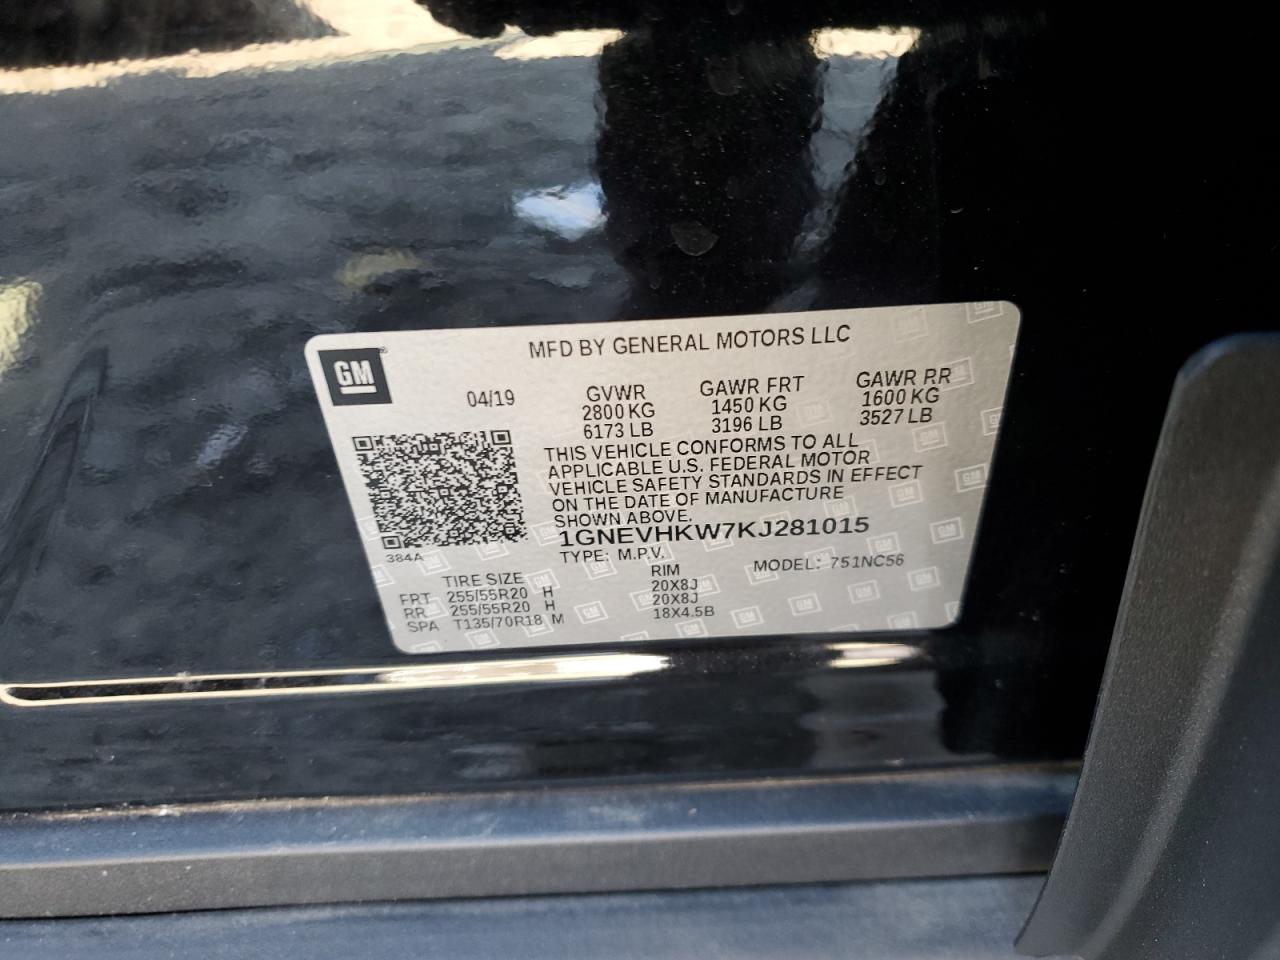 GM
MFD BY GENERAL MOTORS LLC
04/19
GVWR GAWR FRT GAWR RR
2800 KG 1450 KG 1600 KG
6173 LB 3196 LB 3527 LB
THIS VEHICLE CONFORMS TO ALL
APPLICABLE U.S. FEDERAL MOTOR
VEHICLE SAFETY STANDARDS IN EFFECT
ON THE DATE OF MANUFACTURE
SHOWN ABOVE.
1GNEVHKW7KJ281015
384A
TYPE: M.P.V. MODEL: 751NC56
TIRE SIZE RIM
FRT 255/55R20 H 20X8J
RR 255/55R20 H 20X8J
SPA T135/70R18 M 18X4.5B